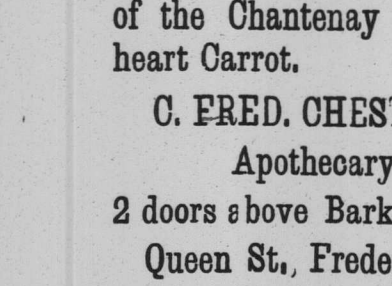 of the Chantenay
heart Carrot.
C. FRED. CHES
Apothecary
2 doors above Bark
Queen St., Frede